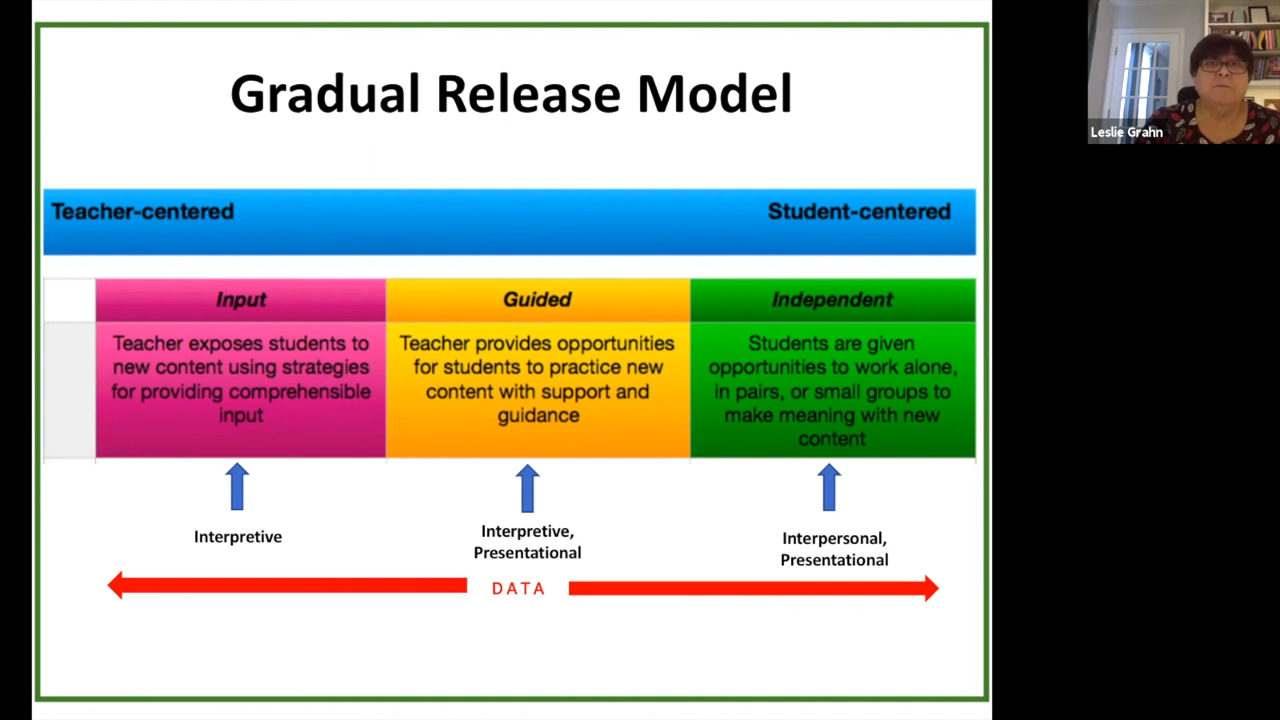 Gradual Release Model
Leslie Grahn
Teacher-centered
Student-centered
Input
Guided
Independent
Teacher exposes students to
new content using strategies
for providing comprehensible
input
Teacher provides opportunities
for students to practice new
content with support and
guidance
Students are given
opportunities to work alone,
in pairs, or small groups to
make meaning with new
content
Interpretive
Interpretive,
Presentational
Interpersonal,
Presentational
DATA